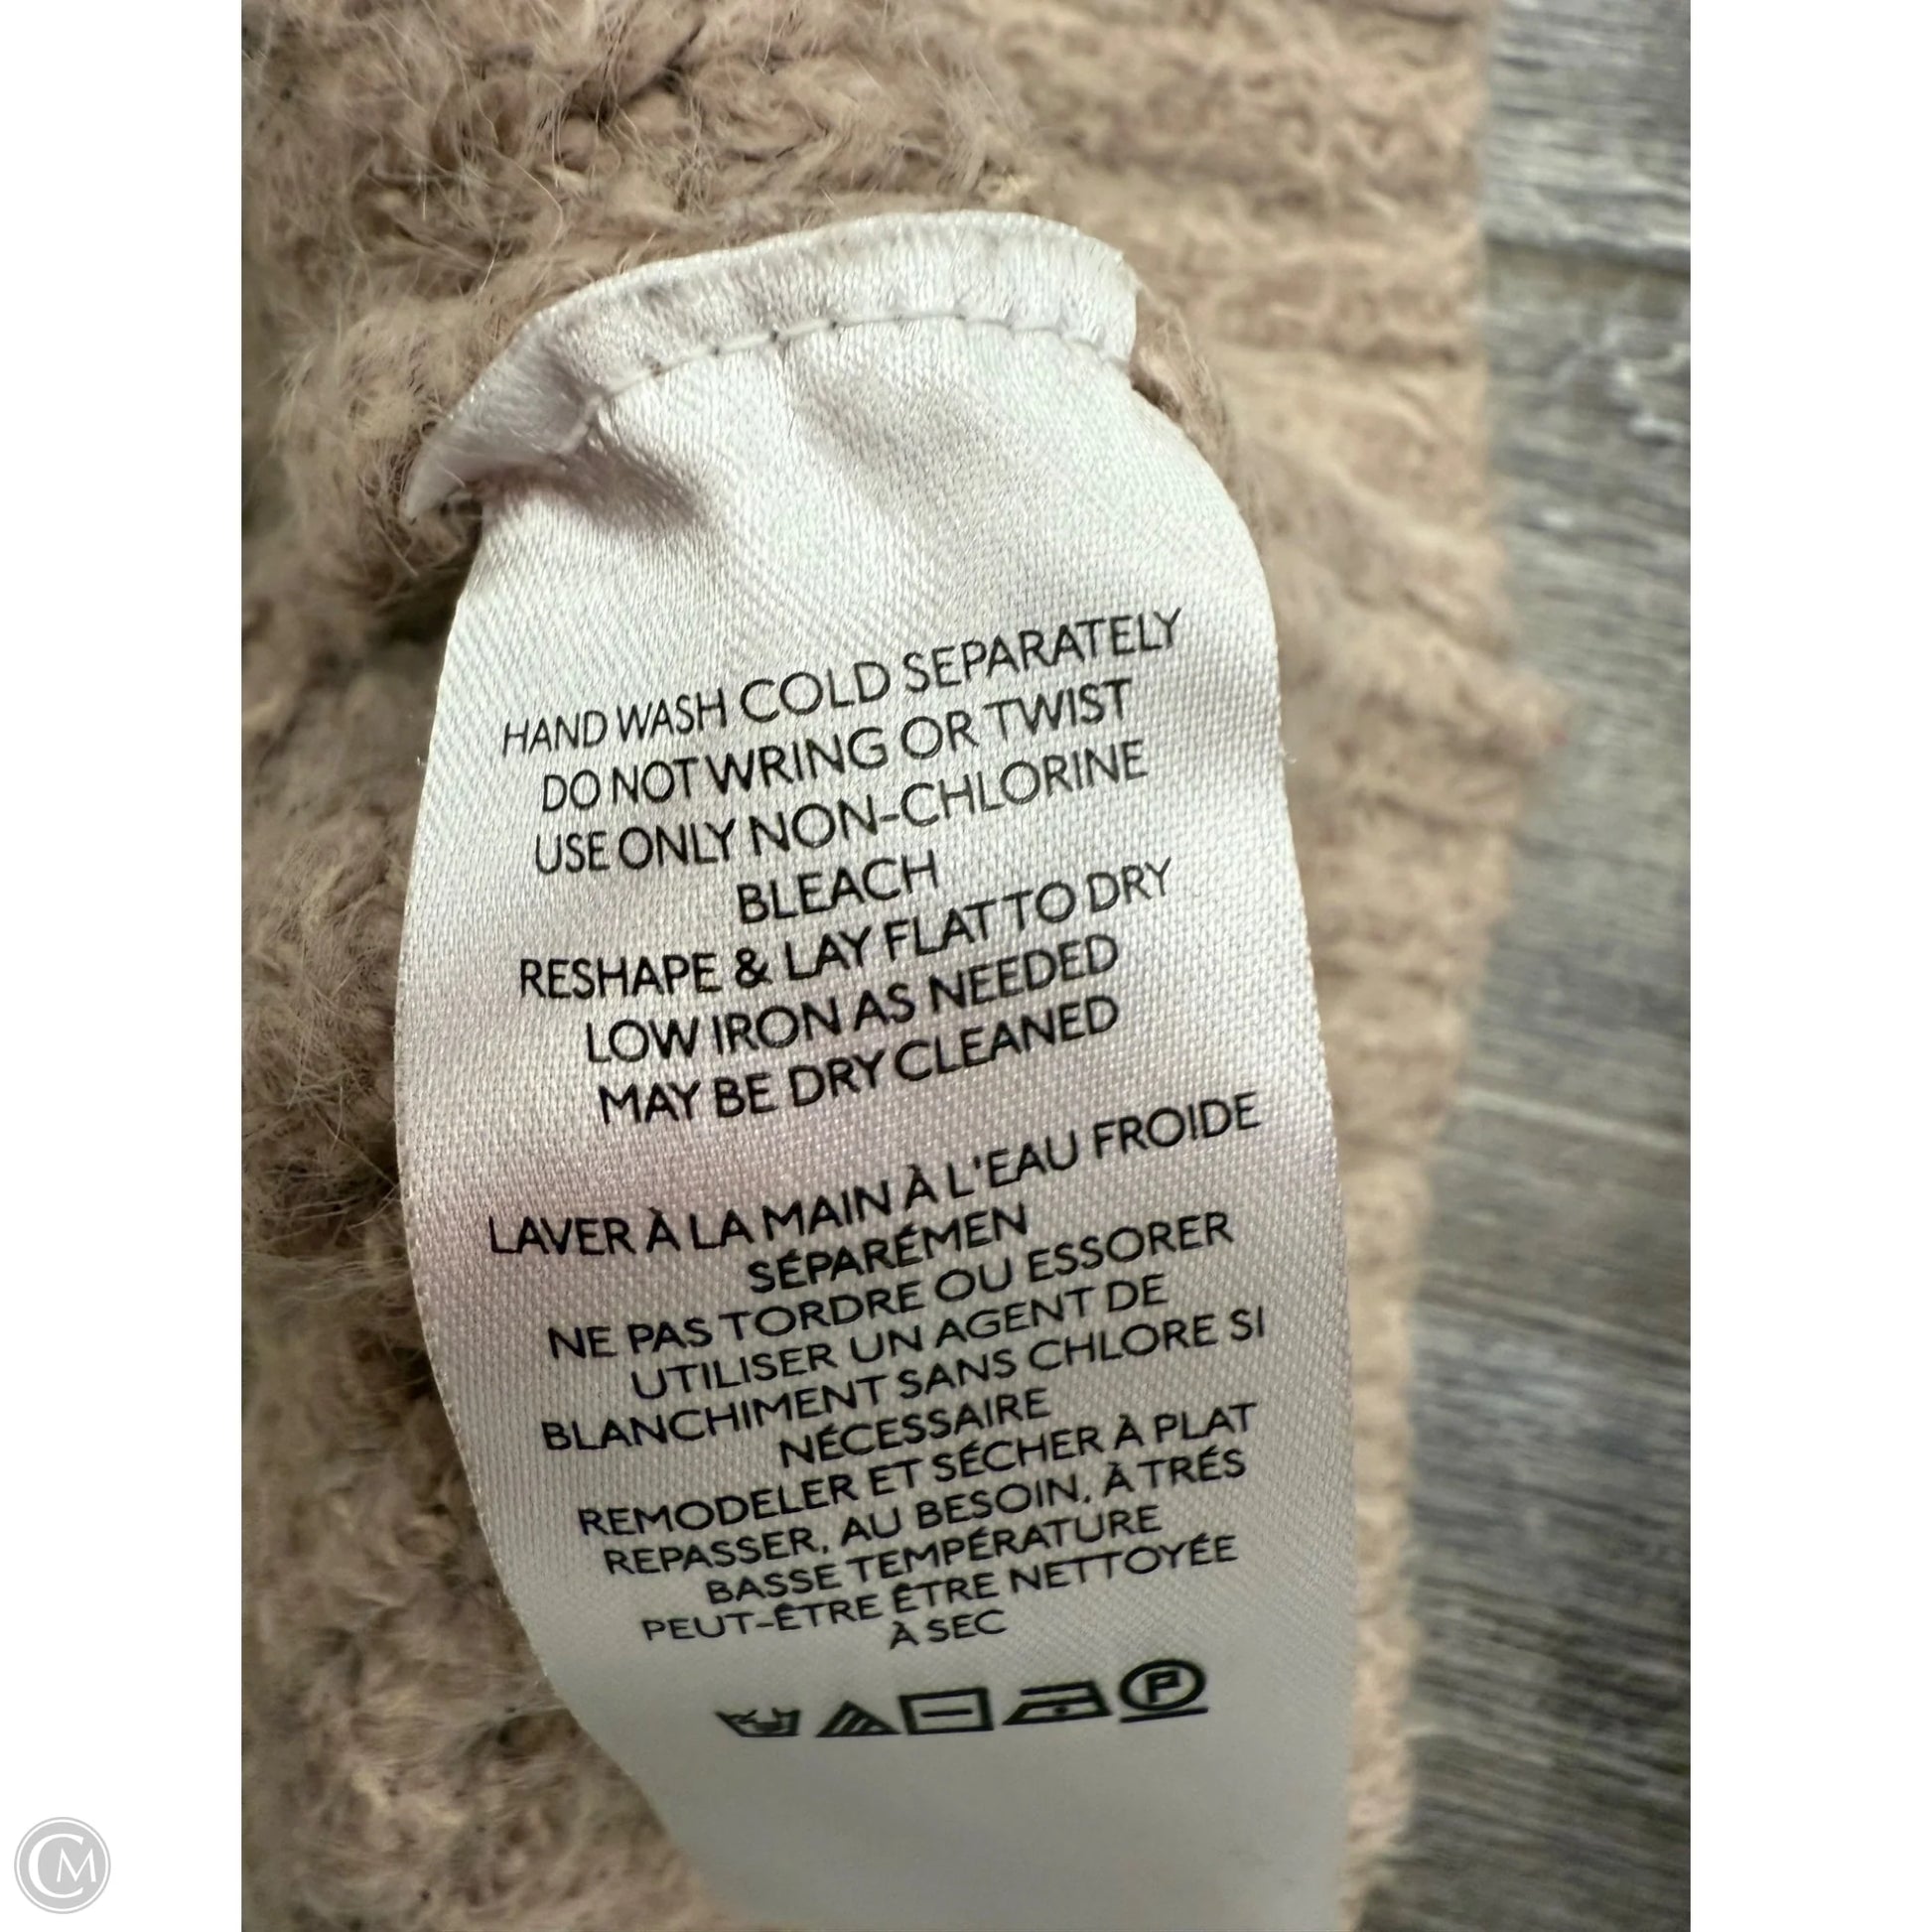 HAND WASH COLD SEPARATELY
DO NOT WRING OR TWIST
USE ONLY NON-CHLORINE
BLEACH
RESHAPE & LAY FLAT TO DRY
LOW IRON AS NEEDED
MAY BE DRY CLEANED
LAVER À LA MAIN À L'EAU FROIDE
SÉPARÉMEN
NE PAS TORDRE OU ESSORER
UTILISER UN AGENT DE
BLANCHIMENT SANS CHLORE SI
NÉCESSAIRE
REMODELER ET SÉCHER À PLAT
REPASSER, AU BESOIN, À TRÉS
BASSE TEMPÉRATURE
PEUT-ÊTRE ÊTRE NETTOYÉE
À SEC
P
CM